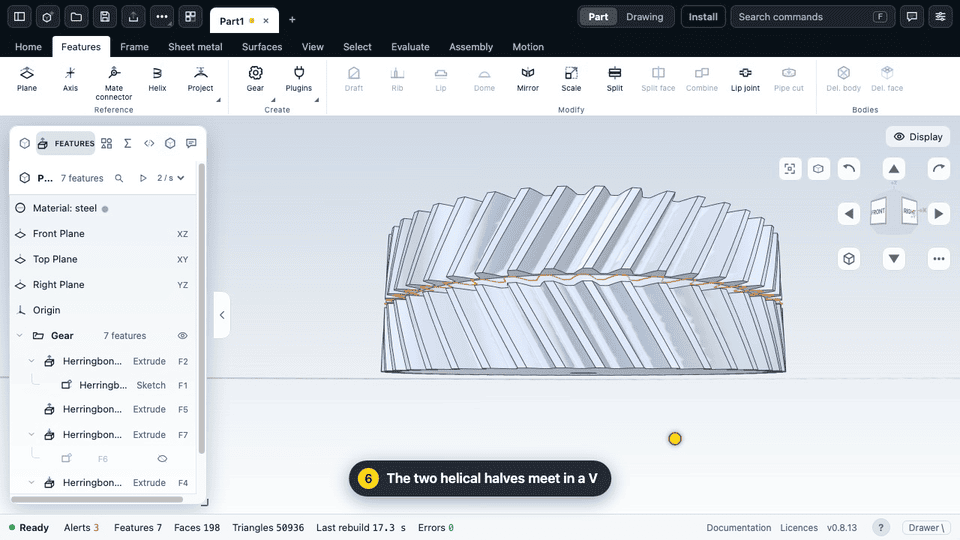 Part1
Part
Drawing
Install
Search commands
F
Home
Features
Frame
Sheet metal
Surfaces
View
Select
Evaluate
Assembly
Motion
Plane
Axis
Mate connector
Helix
Project
Gear
Plugins
Draft
Rib
Lip
Dome
Mirror
Scale
Split
Split face
Combine
Lip joint
Pipe cut
Del. body
Del. face
Reference
Create
Modify
Bodies
FEATURES
Display
P... 7 features 2 / s
Material: steel
Front Plane XZ
Top Plane XY
Right Plane YZ
Origin
Gear 7 features
Herringbon... Extrude F2
Herringb... Sketch F1
Herringbon... Extrude F5
Herringbon... Extrude F7
F6
Herringbon... Extrude F4
FRONT
RIGHT
6 The two helical halves meet in a V
Ready
Alerts 3
Features 7
Faces 198
Triangles 50936
Last rebuild 17.3 s
Errors 0
Documentation
Licences
v0.8.13
?
Drawer \